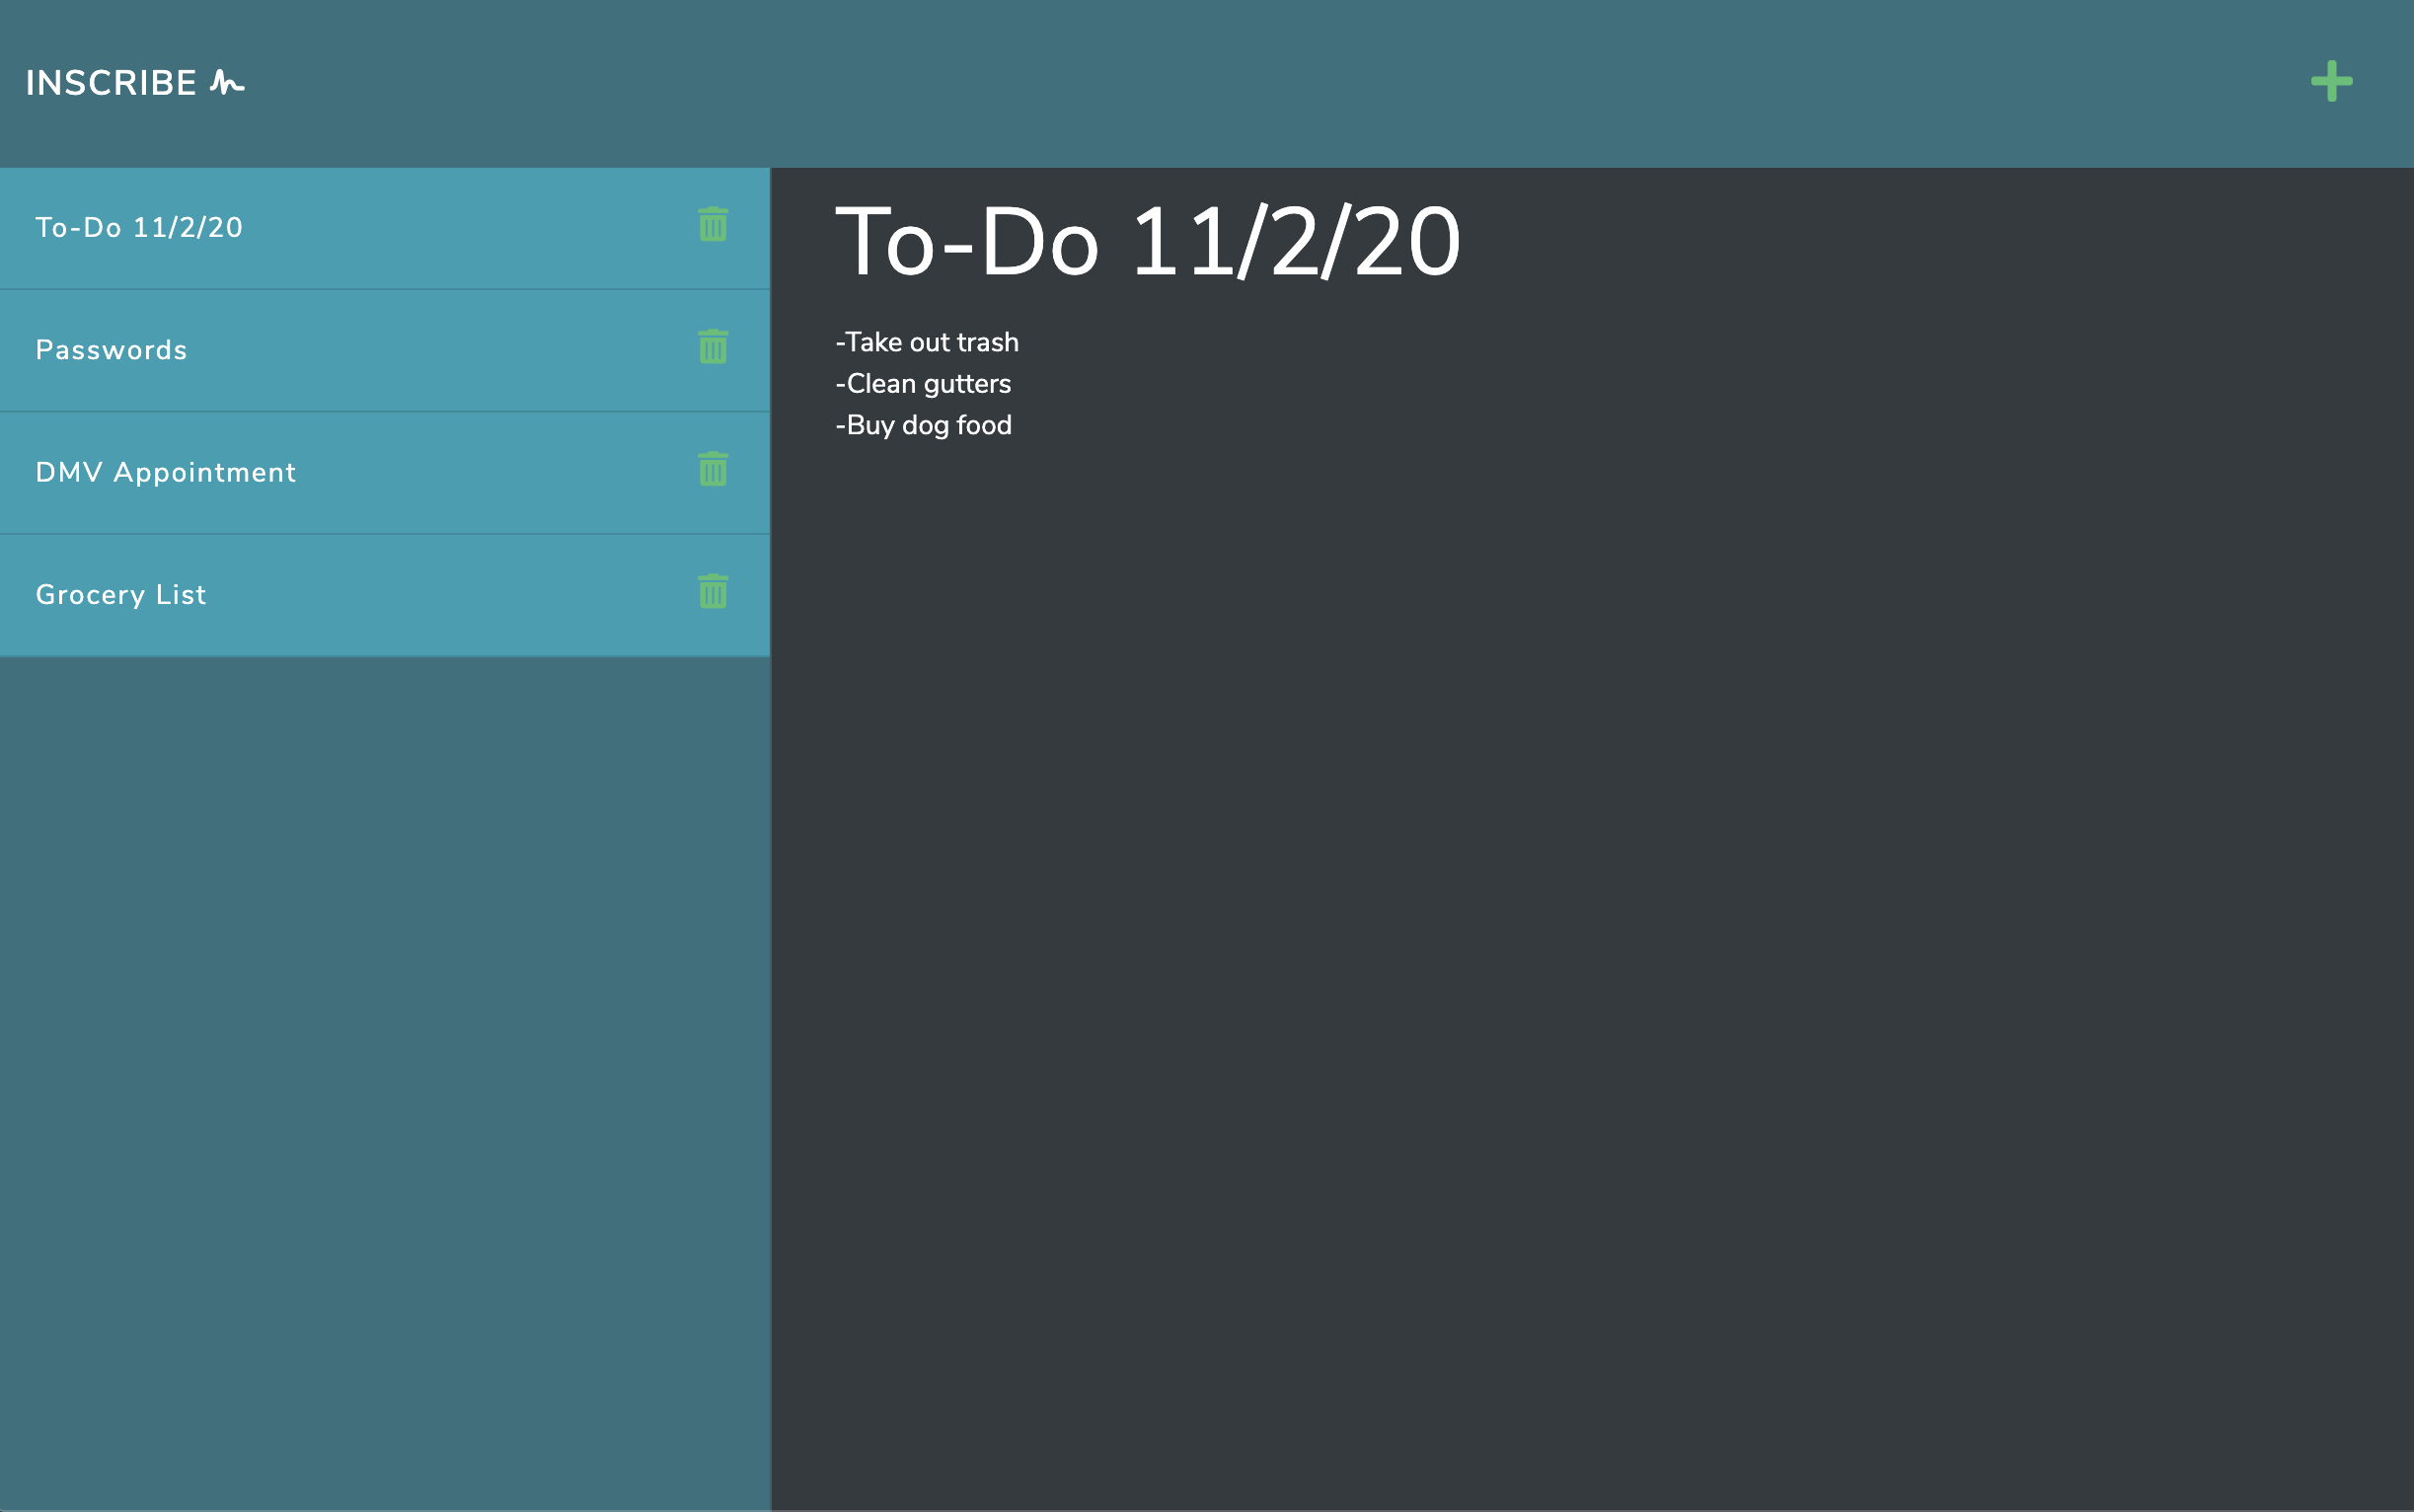 INSCRIBE
To-Do 11/2/20
Passwords
DMV Appointment
Grocery List
To-Do 11/2/20
-Take out trash
-Clean gutters
-Buy dog food